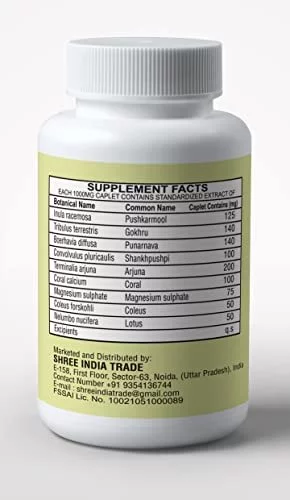 SUPPLEMENT FACTS
EACH 1000MG CAPLET CONTAINS STANDARDIZED EXTRACT OF
Botanical Name Common Name Caplet Contains (mg)
Inula racemosa Pushkarmool 125
Tribulus terrestris Gokhru 140
Boerhavia diffusa Punarnava 140
Convolvulus pluricaulis Shankhpushpi 100
Terminalia arjuna Arjuna 200
Coral calcium Coral 100
Magnesium sulphate Magnesium sulphate 75
Coleus forskohli Coleus 50
Nelumbo nucifera Lotus 50
Excipients q.s
Marketed and Distributed by:
SHREE INDIA TRADE
E-158, First Floor, Sector-63, Noida, (Uttar Pradesh), India
Contact Number +91 9354136744
E-mail : shreeindiatrade@gmail.com
FSSAI Lic. No. 10021051000089